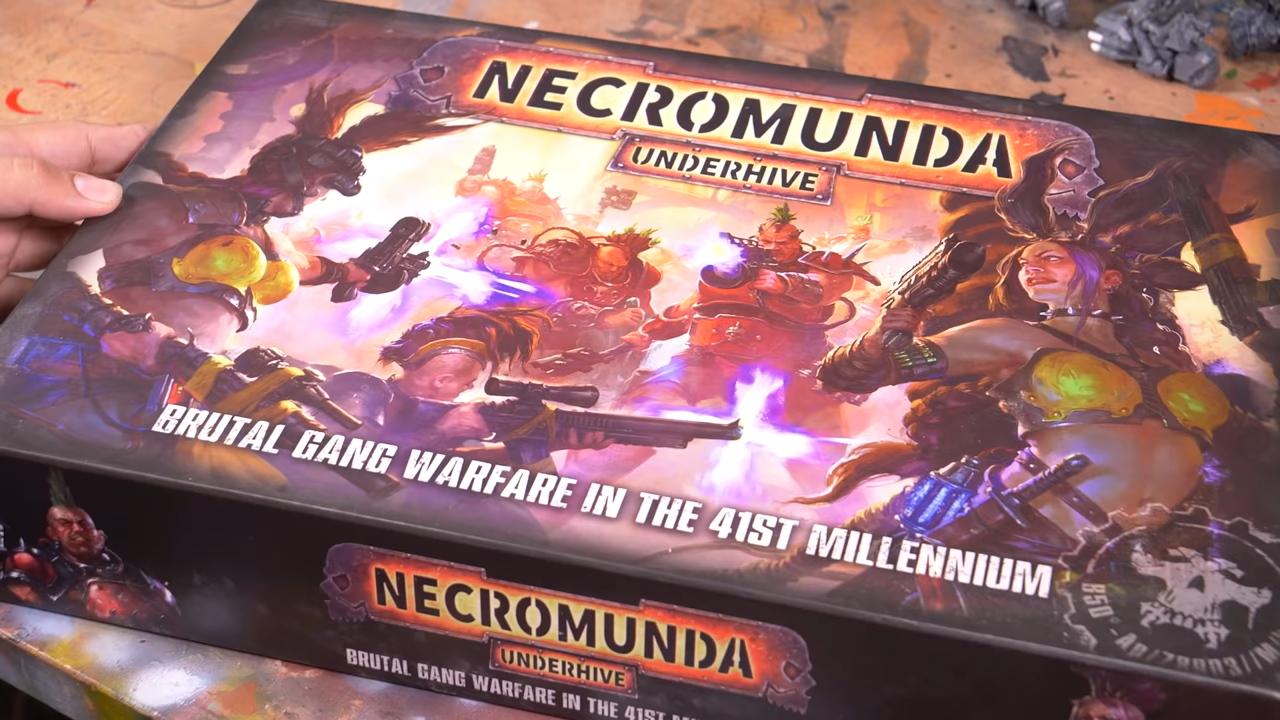 NECROMUNDA
UNDERHIVE
BRUTAL GANG WARFARE IN THE 41ST MILLENNIUM
NECROMUNDA
UNDERHIVE
BRUTAL GANG WARFARE IN THE 41ST